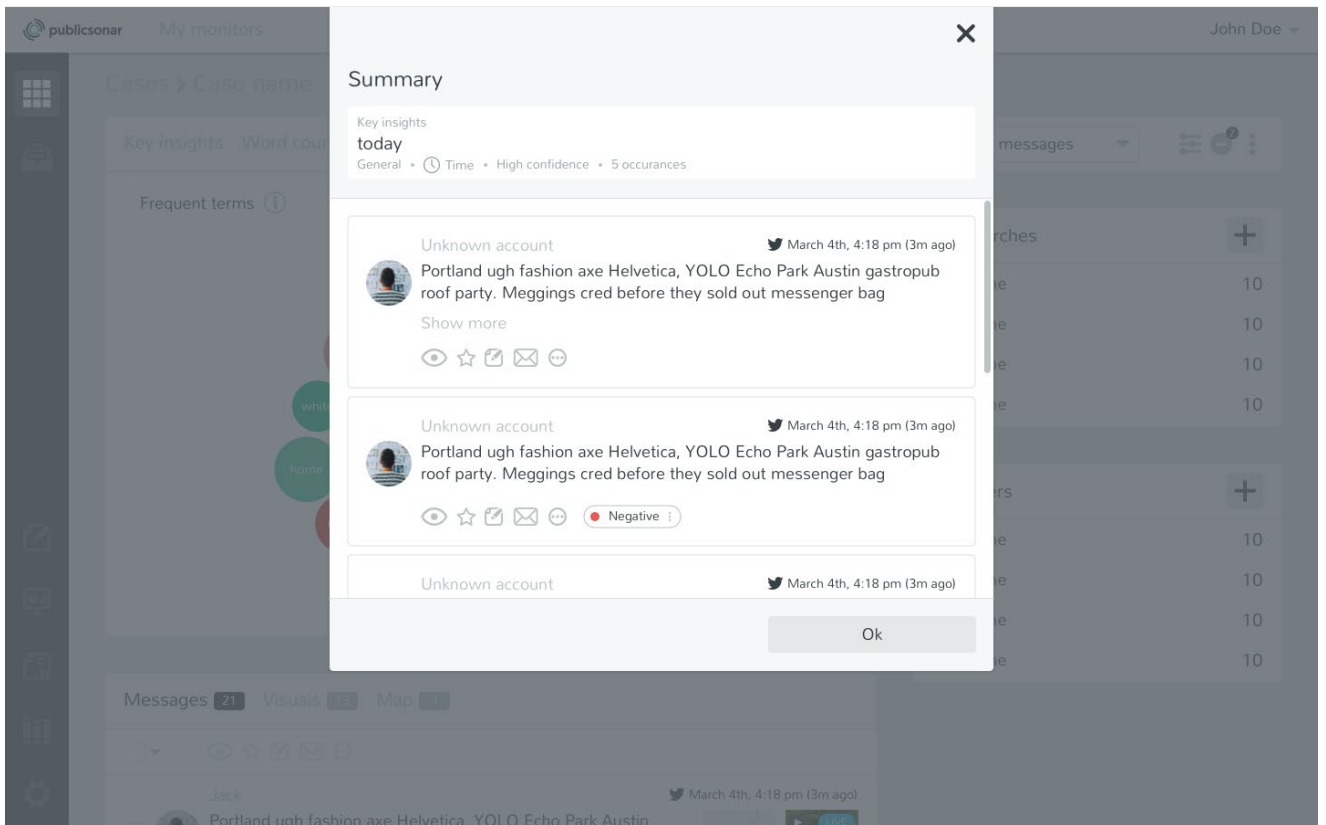 publicsonar
My monitors
John Doe
Cases > Case name
Key insights
messages
2
Frequent terms
home
rches
10
10
10
10
rs
10
10
10
10
Summary
Key insights
today
General • Time • High confidence • 5 occurances
Unknown account
March 4th, 4:18 pm (3m ago)
Portland ugh fashion axe Helvetica, YOLO Echo Park Austin gastropub
roof party. Meggings cred before they sold out messenger bag
Show more
Unknown account
March 4th, 4:18 pm (3m ago)
Portland ugh fashion axe Helvetica, YOLO Echo Park Austin gastropub
roof party. Meggings cred before they sold out messenger bag
Negative
Unknown account
March 4th, 4:18 pm (3m ago)
Ok
Messages 21 Visuals 13 Map
Jack
March 4th, 4:18 pm (3m ago)
Portland ugh fashion axe Helvetica, YOLO Echo Park Austin
LIVE